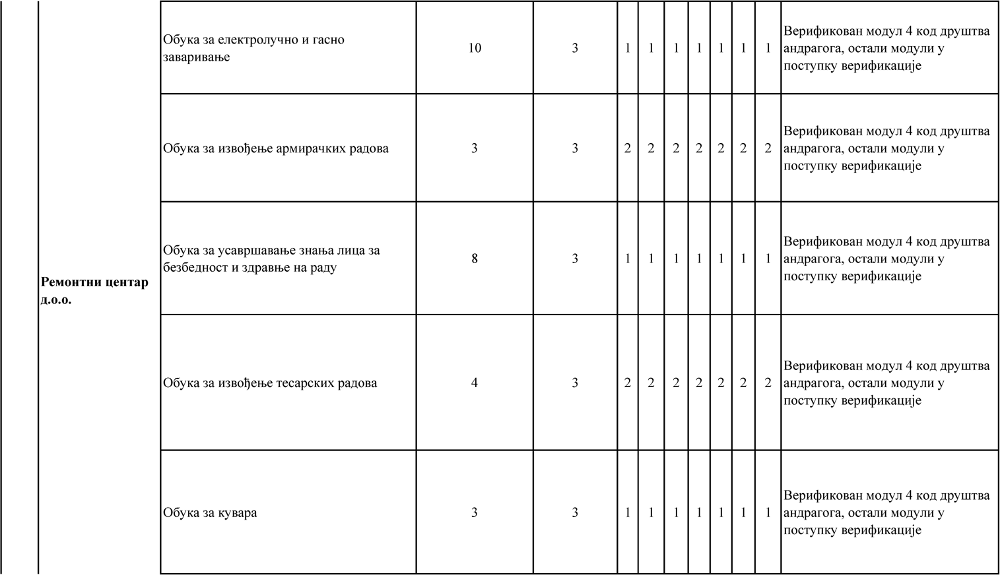 Ремонтни центар
д.о.о.
Обука за електролучно и гасно
заваривање
10 3 1 1 1 1 1 1 1
Верификован модул 4 код друштва
андрагога, остали модули у
поступку верификације
Обука за извођење армирачких радова
3 3 2 2 2 2 2 2 2
Верификован модул 4 код друштва
андрагога, остали модули у
поступку верификације
Обука за усавршавање знања лица за
безбедност и здравње на раду
8 3 1 1 1 1 1 1 1
Верификован модул 4 код друштва
андрагога, остали модули у
поступку верификације
Обука за извођење тесарских радова
4 3 2 2 2 2 2 2 2
Верификован модул 4 код друштва
андрагога, остали модули у
поступку верификације
Обука за кувара
3 3 1 1 1 1 1 1 1
Верификован модул 4 код друштва
андрагога, остали модули у
поступку верификације